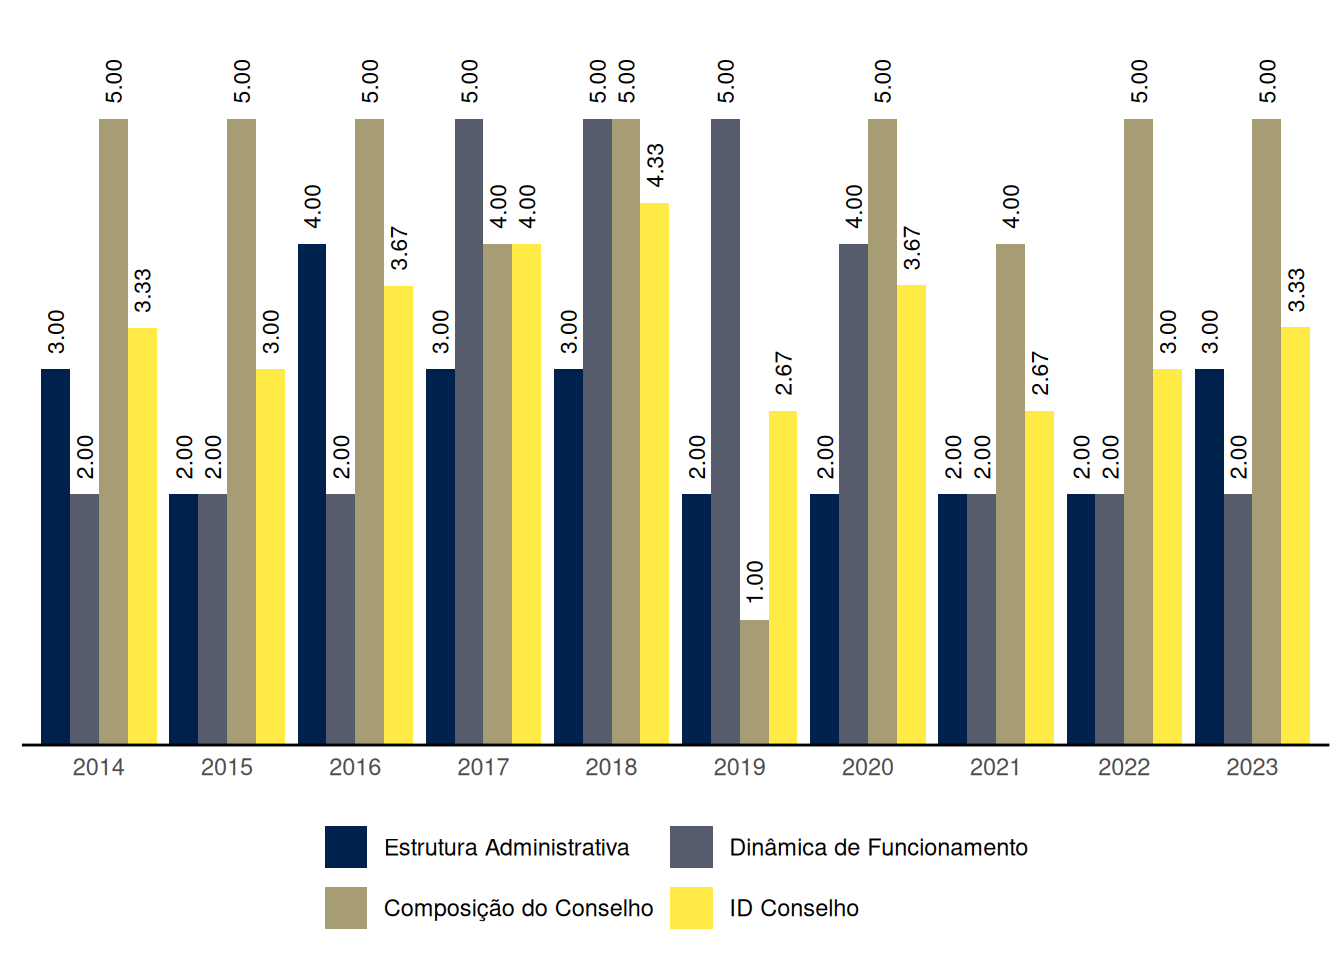 3.00 2.00 5.00 3.33
2.00 2.00 5.00 3.00
4.00 2.00 5.00 3.67
3.00 5.00 4.00 4.00
3.00 5.00 5.00 4.33
2.00 5.00 1.00 2.67
2.00 4.00 5.00 3.67
2.00 2.00 4.00 2.67
2.00 2.00 5.00 3.00
3.00 2.00 5.00 3.33
2014 2015 2016 2017 2018 2019 2020 2021 2022 2023
Estrutura Administrativa Dinâmica de Funcionamento
Composição do Conselho ID Conselho